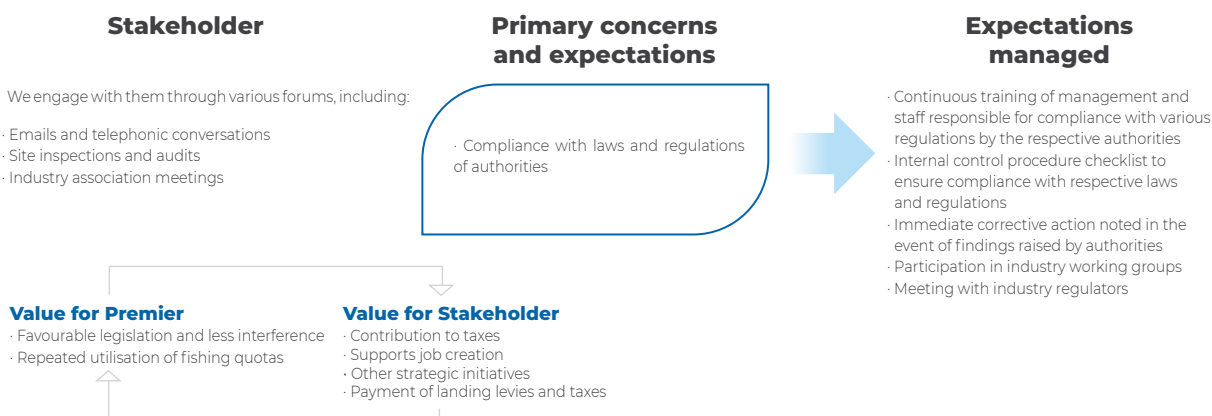 Stakeholder
We engage with them through various forums, including:
· Emails and telephonic conversations
· Site inspections and audits
· Industry association meetings
Primary concerns
and expectations
· Compliance with laws and regulations
of authorities
Expectations
managed
· Continuous training of management and
staff responsible for compliance with various
regulations by the respective authorities
· Internal control procedure checklist to
ensure compliance with respective laws
and regulations
· Immediate corrective action noted in the
event of findings raised by authorities
· Participation in industry working groups
· Meeting with industry regulators
Value for Premier
· Favourable legislation and less interference
· Repeated utilisation of fishing quotas
Value for Stakeholder
· Contribution to taxes
· Supports job creation
· Other strategic initiatives
· Payment of landing levies and taxes